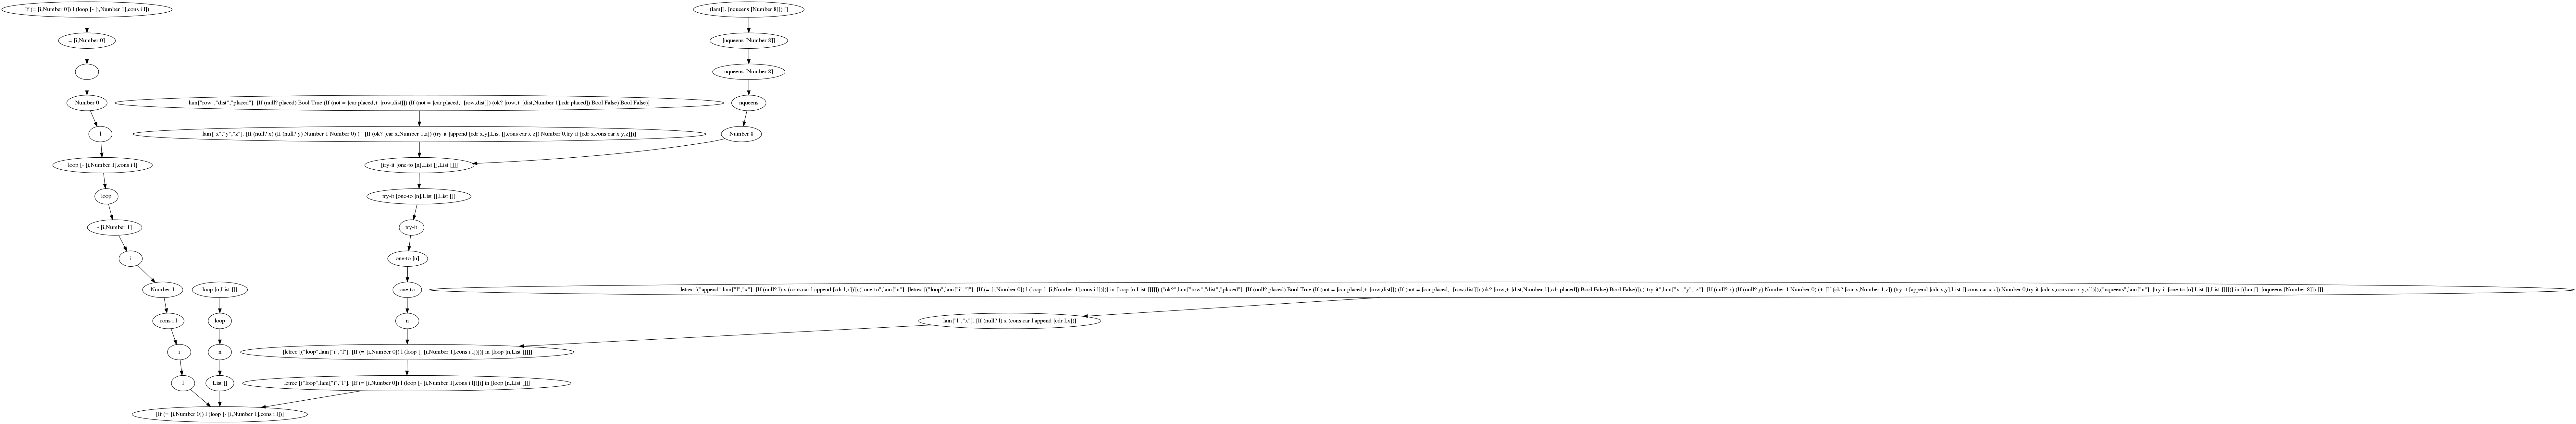 If (= [i,Number 0]) l (loop [- [i,Number 1],cons i l])
(lam[]. [nqueens [Number 8]]) []
= [i,Number 0]
[nqueens [Number 8]]
i
nqueens [Number 8]
Number 0
lam["row","dist","placed"]. [If (null? placed) Bool True (If (not = [car placed,+ [row,dist]]) (If (not = [car placed,- [row,dist]]) (ok? [row,+ [dist,Number 1],cdr placed]) Bool False) Bool False)]
nqueens
l
lam["x","y","z"]. [If (null? x) (If (null? y) Number 1 Number 0) (+ [If (ok? [car x,Number 1,z]) (try-it [append [cdr x,y],List [],cons car x z]) Number 0,try-it [cdr x,cons car x y,z]])]
Number 8
loop [- [i,Number 1],cons i l]
[try-it [one-to [n],List [],List []]]
loop
try-it [one-to [n],List [],List []]
- [i,Number 1]
try-it
i
one-to [n]
Number 1
loop [n,List []]
one-to
letrec [("append",lam["l","x"]. [If (null? l) x (cons car l append [cdr l,x])]),("one-to",lam["n"]. [letrec [("loop",lam["i","l"]. [If (= [i,Number 0]) l (loop [- [i,Number 1],cons i l])])] in [loop [n,List []]]]),("ok?",lam["row","dist","placed"]. [If (null? placed) Bool True (If (not = [car placed,+ [row,dist]]) (If (not = [car placed,- [row,dist]]) (ok? [row,+ [dist,Number 1],cdr placed]) Bool False) Bool False)]),("try-it",lam["x","y","z"]. [If (null? x) (If (null? y) Number 1 Number 0) (+ [If (ok? [car x,Number 1,z]) (try-it [append [cdr x,y],List [],cons car x z]) Number 0,try-it [cdr x,cons car x y,z]])]),("nqueens",lam["n"]. [try-it [one-to [n],List [],List []]])] in [(lam[]. [nqueens [Number 8]]) []]
cons i l
loop
n
lam["l","x"]. [If (null? l) x (cons car l append [cdr l,x])]
i
n
[letrec [("loop",lam["i","l"]. [If (= [i,Number 0]) l (loop [- [i,Number 1],cons i l])])] in [loop [n,List []]]]
l
List []
letrec [("loop",lam["i","l"]. [If (= [i,Number 0]) l (loop [- [i,Number 1],cons i l])])] in [loop [n,List []]]
[If (= [i,Number 0]) l (loop [- [i,Number 1],cons i l])]